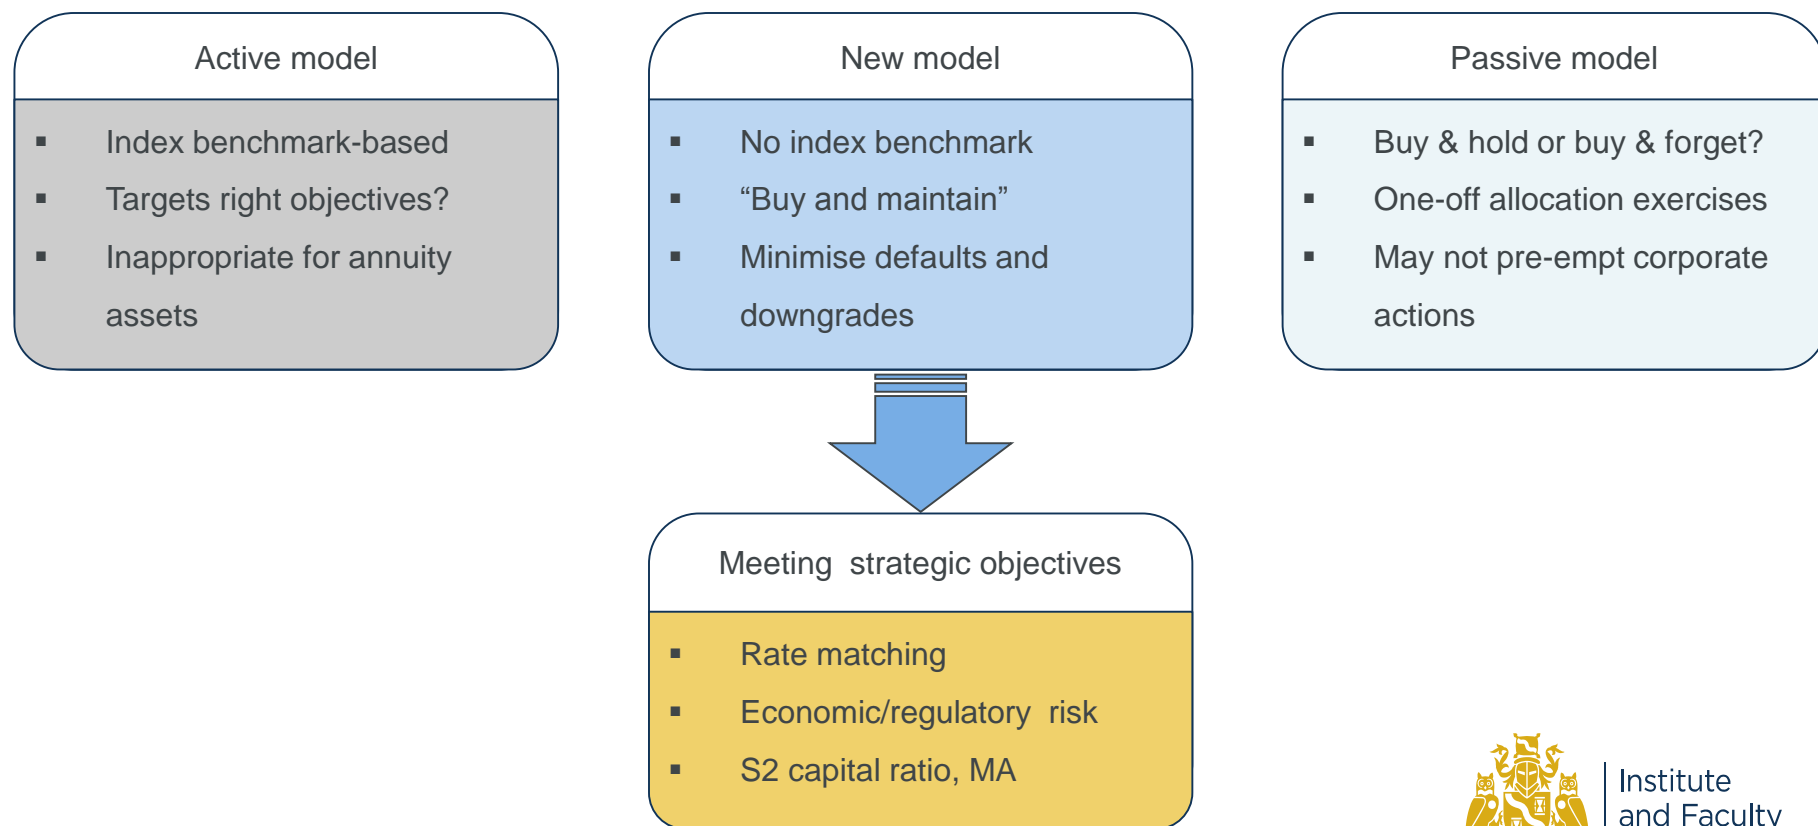 Active model
▪ Index benchmark-based
▪ Targets right objectives?
▪ Inappropriate for annuity
assets
New model
▪ No index benchmark
▪ “Buy and maintain”
▪ Minimise defaults and
downgrades
Passive model
▪ Buy & hold or buy & forget?
▪ One-off allocation exercises
▪ May not pre-empt corporate
actions
Meeting strategic objectives
▪ Rate matching
▪ Economic/regulatory risk
▪ S2 capital ratio, MA
Institute
and Faculty